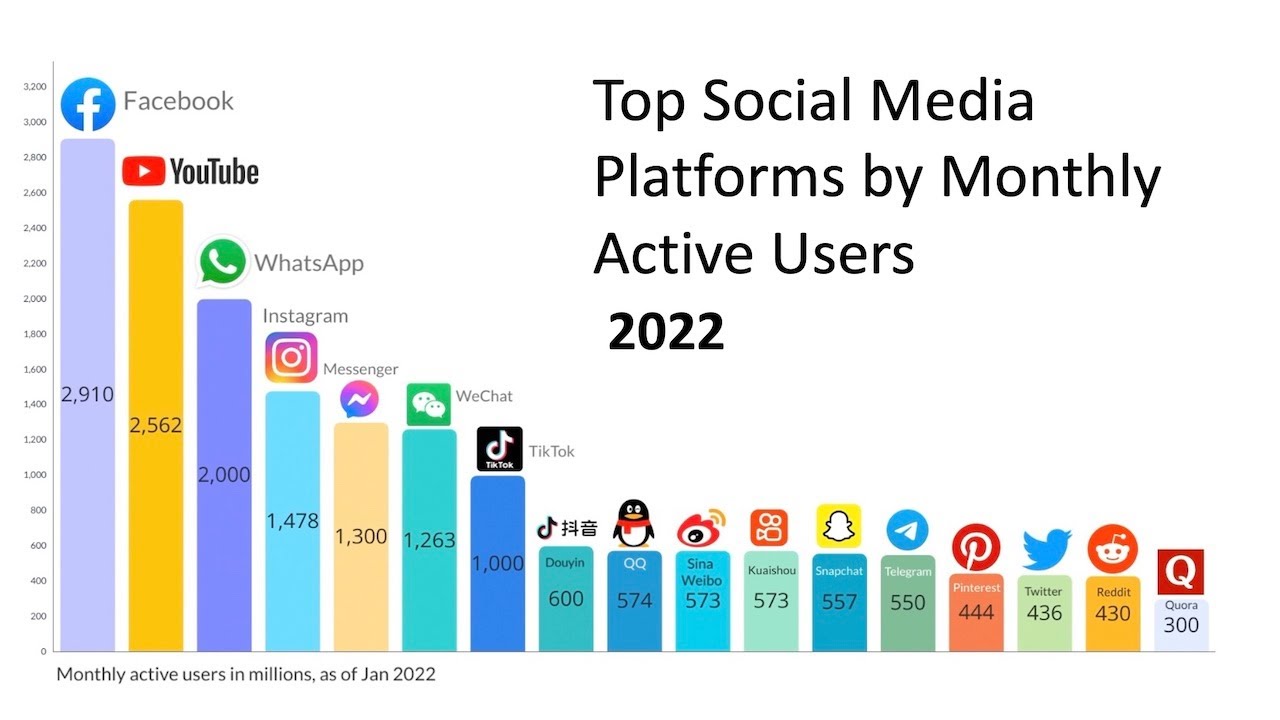 Top Social Media
Platforms by Monthly
Active Users
2022
3,200
3,000
2,800
2,600
2,400
2,200
2,000
1,800
1,600
1,400
1,200
1,000
800
600
400
200
0
Facebook
2,910
YouTube
2,562
WhatsApp
2,000
Instagram
1,478
Messenger
1,300
WeChat
1,263
TikTok
TikTok
1,000
抖音
Douyin
600
QQ
574
Sina
Weibo
573
Kuaishou
573
Snapchat
557
Telegram
550
Pinterest
444
Twitter
436
Reddit
430
Q
Quora
300
Monthly active users in millions, as of Jan 2022